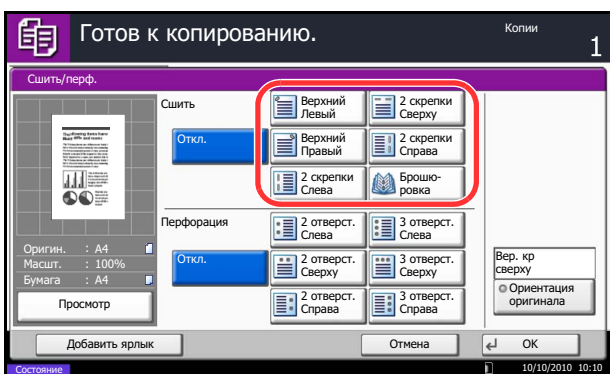 Готов к копированию.
Копии
1
Сшить/перф.
Сшить
Откл.
Верхний
Левый
2 скрепки
Сверху
Верхний
Правый
2 скрепки
Справа
2 скрепки
Слева
Брошю-
ровка
Перфорация
Откл.
2 отверст.
Слева
3 отверст.
Слева
2 отверст.
Сверху
3 отверст.
Сверху
2 отверст.
Справа
3 отверст.
Справа
Оригин. : A4
Масшт. : 100%
Бумага : A4
Просмотр
Вер. кр
сверху
Ориентация
оригинала
Добавить ярлык
Отмена
OK
Состояние
10/10/2010 10:10